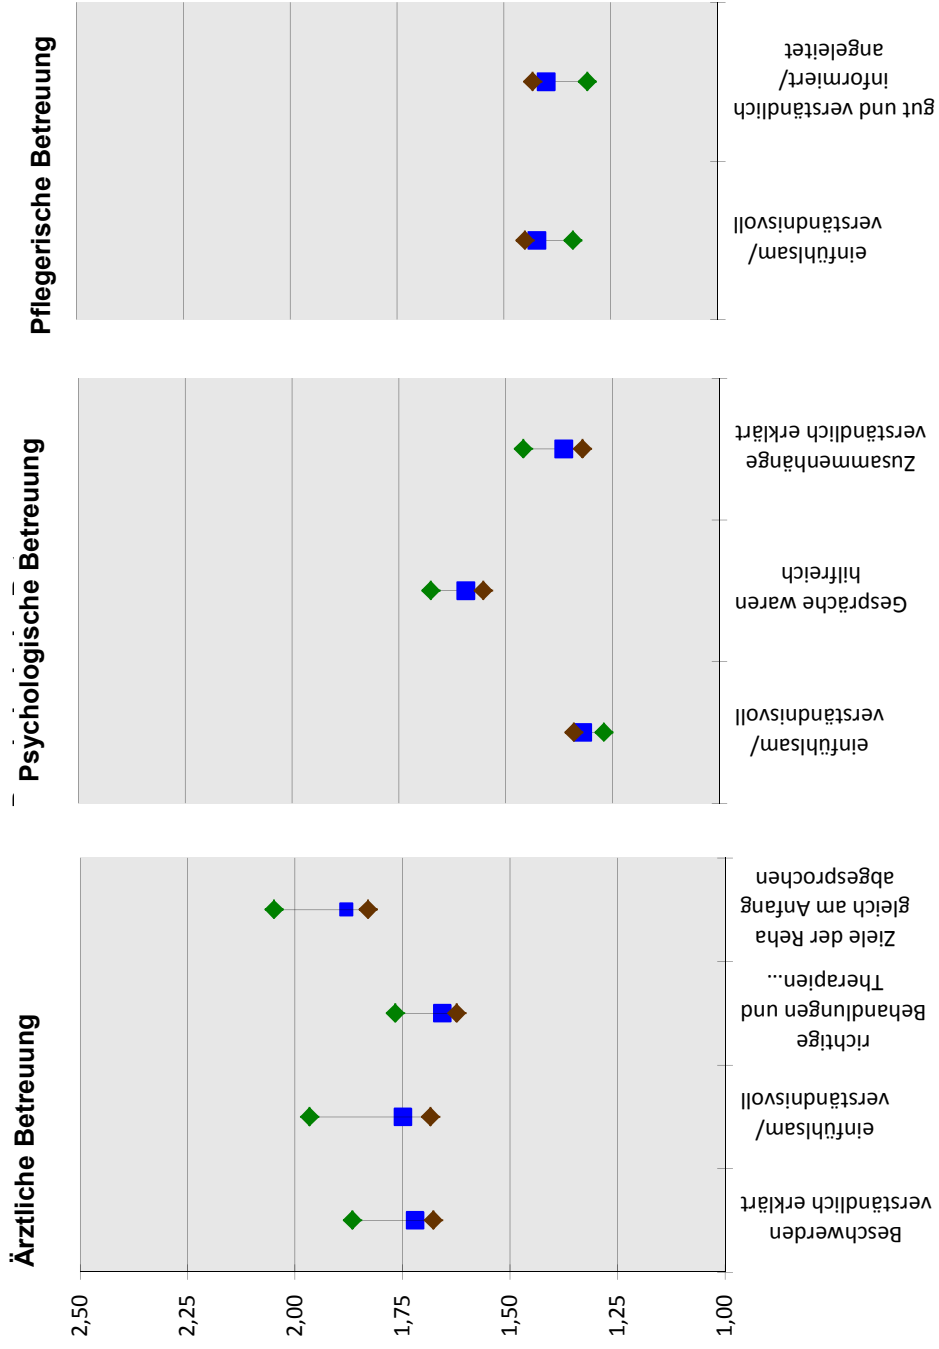 Ärztliche Betreuung
Psychologische Betreuung
Pflegerische Betreuung
2,50
2,25
2,00
1,75
1,50
1,25
1,00
Beschwerden
verständlich erklärt
einfühlsam/
verständnisvoll
richtige
Behandlungen und
Therapien...
Ziele der Reha
gleich am Anfang
abgesprochen
einfühlsam/
verständnisvoll
Gespräche waren
hilfreich
Zusammenhänge
verständlich erklärt
einfühlsam/
verständnisvoll
gut und verständlich
informiert/
angeleitet